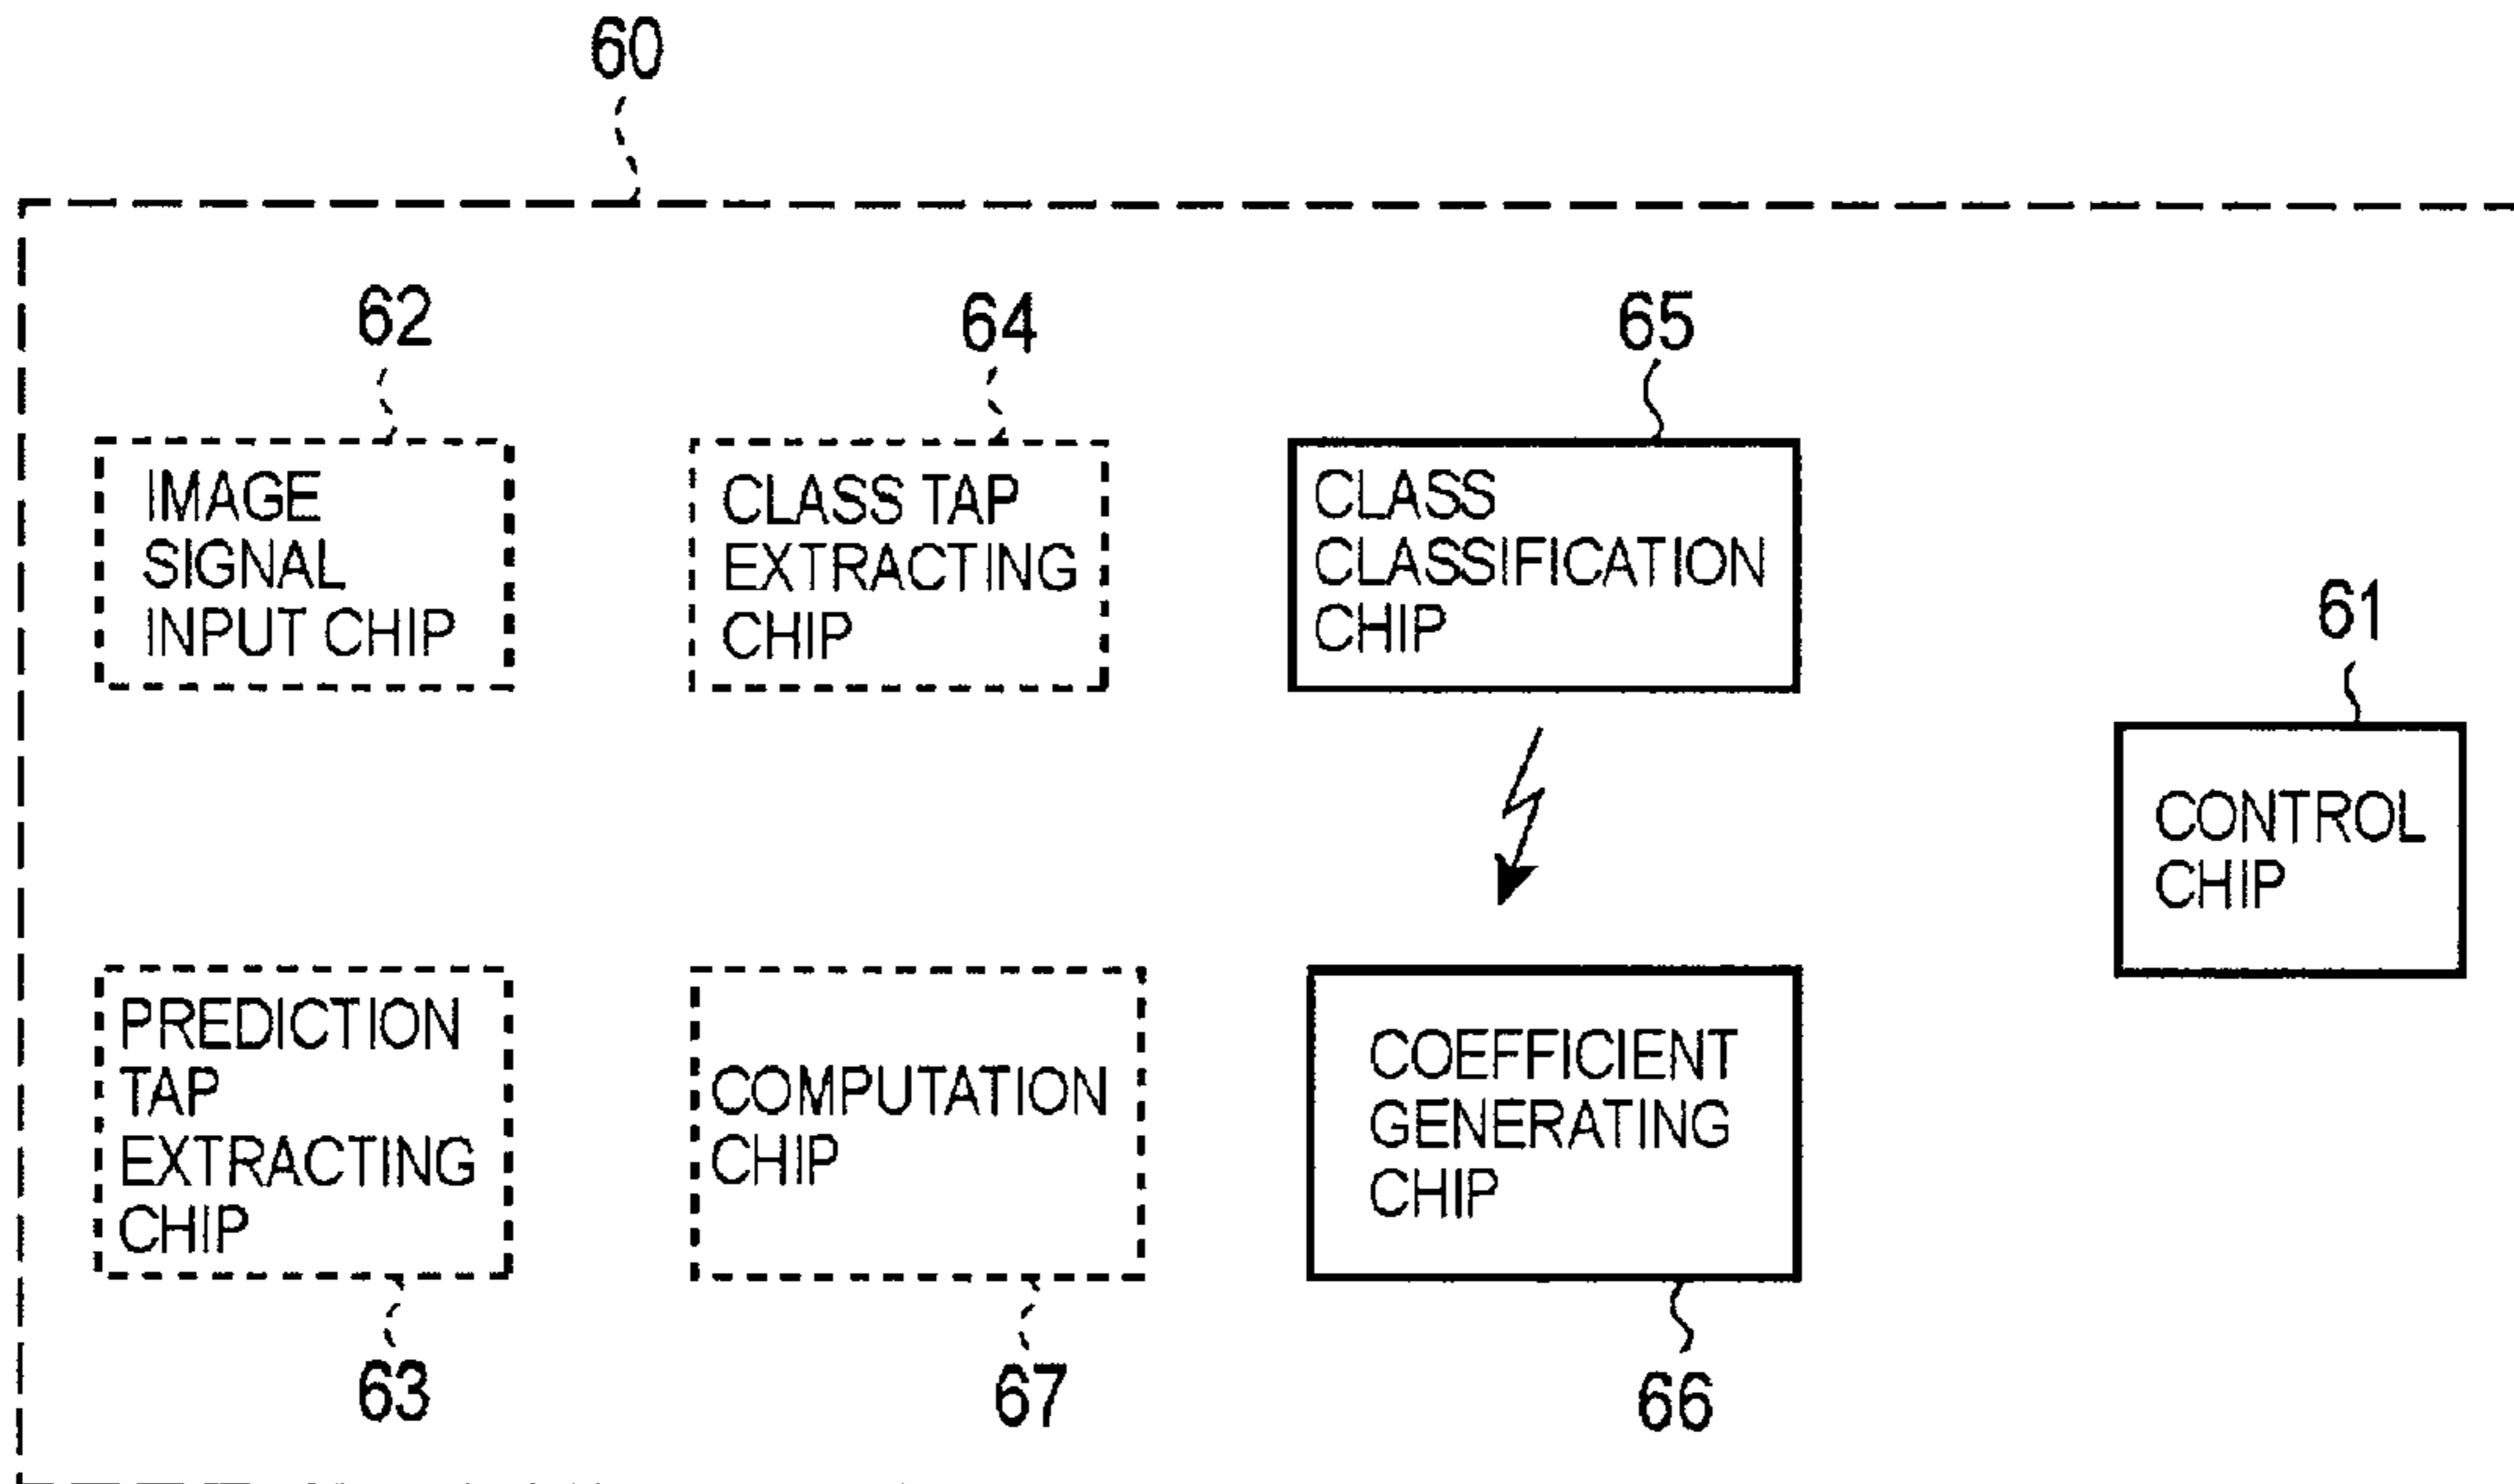 60
62
IMAGE
SIGNAL
INPUT CHIP
64
CLASS TAP
EXTRACTING
CHIP
65
CLASS
CLASSIFICATION
CHIP
61
CONTROL
CHIP
PREDICTION
TAP
EXTRACTING
CHIP
63
COMPUTATION
CHIP
67
COEFFICIENT
GENERATING
CHIP
66